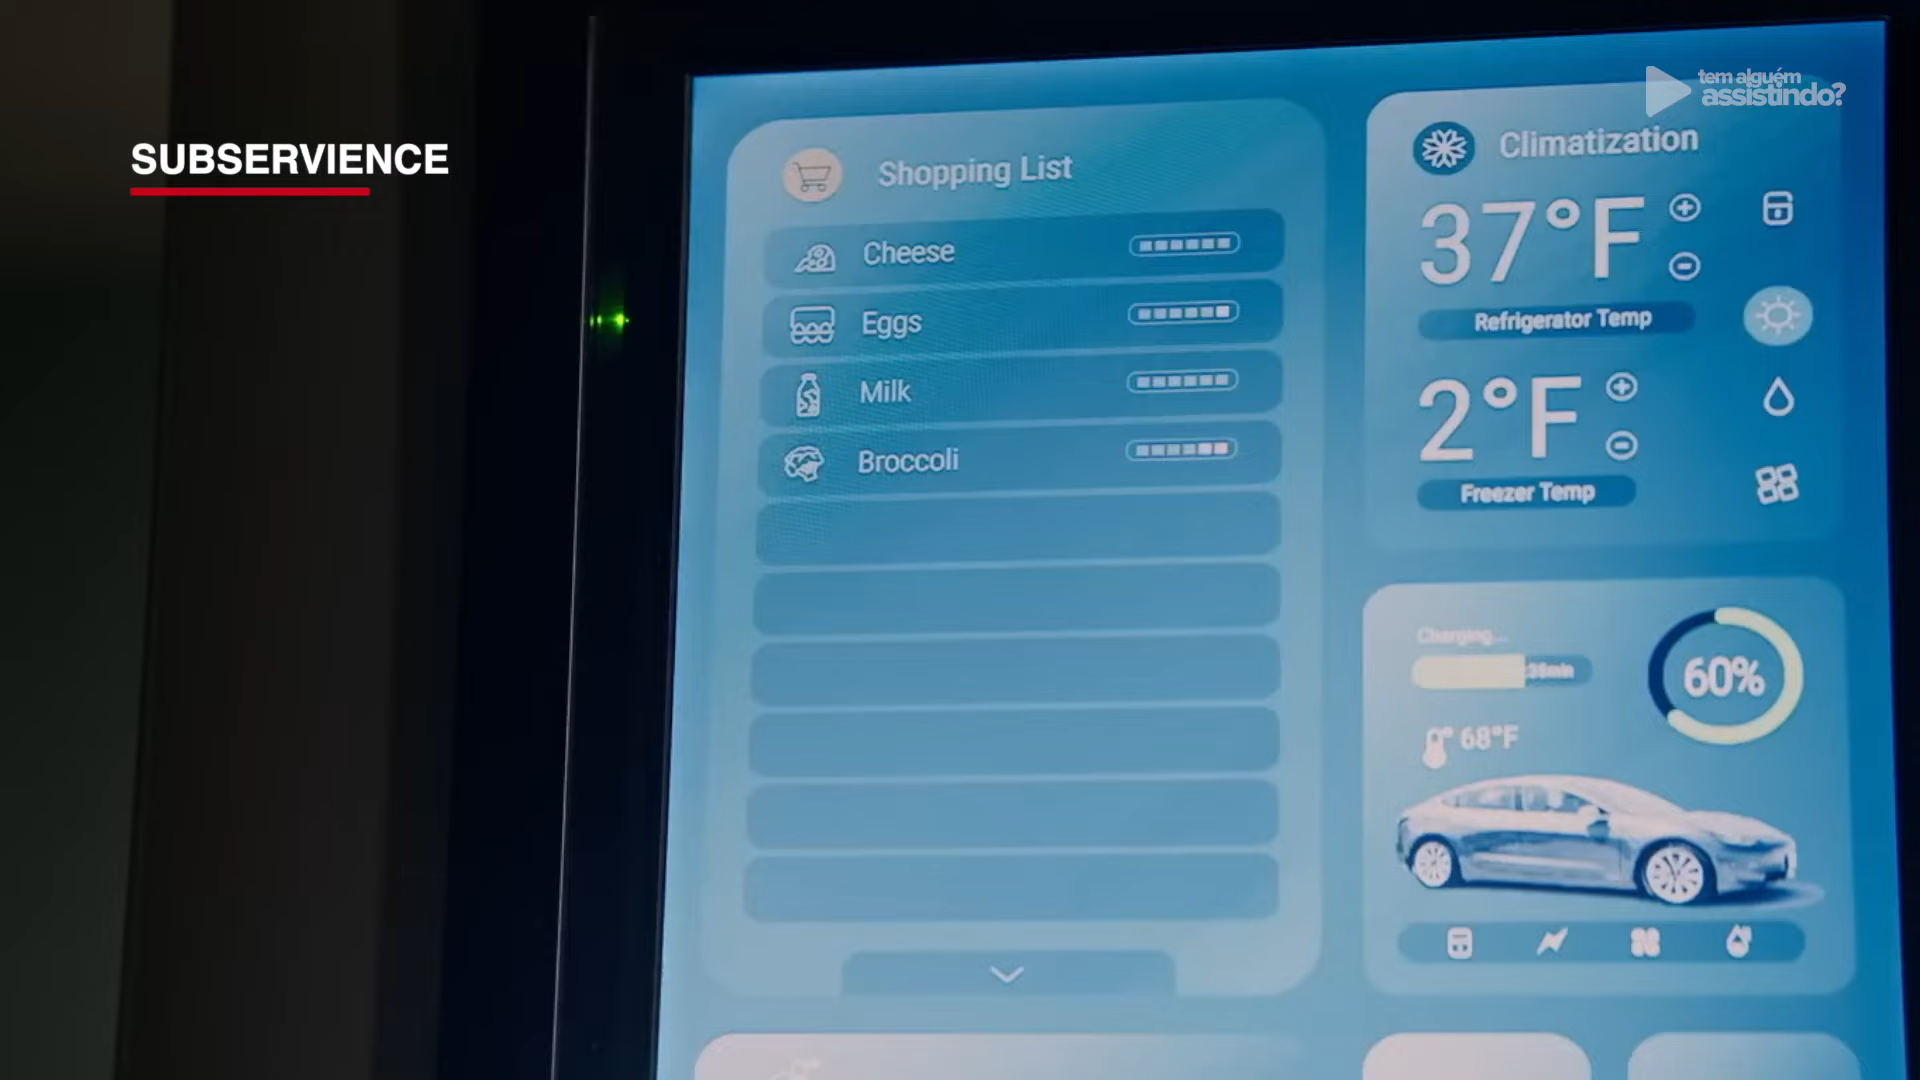 SUBSERVIENCE
tem alguém
assistindo?
Shopping List
Cheese
Eggs
Milk
Broccoli
Climatization
37°F
Refrigerator Temp
2°F
Freezer Temp
Charging...
36min
60%
68°F